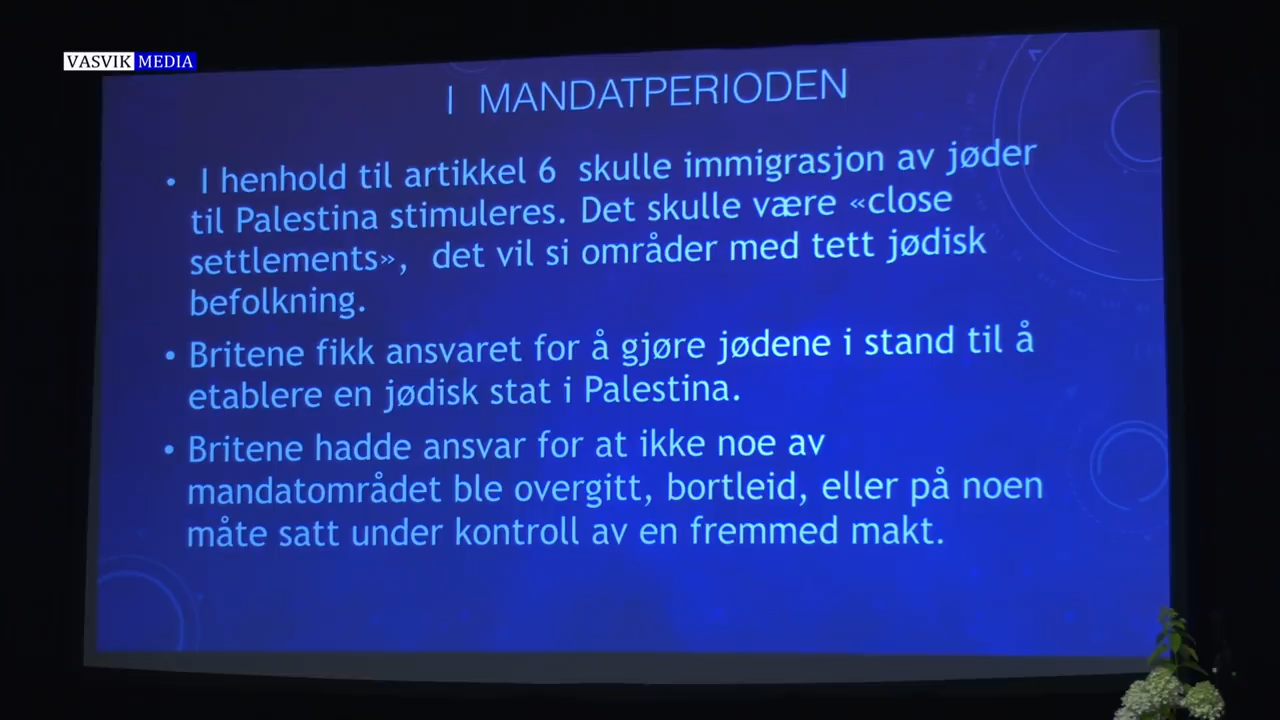 VASVIK MEDIA
I MANDATPERIODEN
• I henhold til artikkel 6 skulle immigrasjon av jøder
til Palestina stimuleres. Det skulle være «close
settlements», det vil si områder med tett jødisk
befolkning.
• Britene fikk ansvaret for å gjøre jødene i stand til å
etablere en jødisk stat i Palestina.
• Britene hadde ansvar for at ikke noe av
mandatområdet ble overgitt, bortleid, eller på noen
måte satt under kontroll av en fremmed makt.